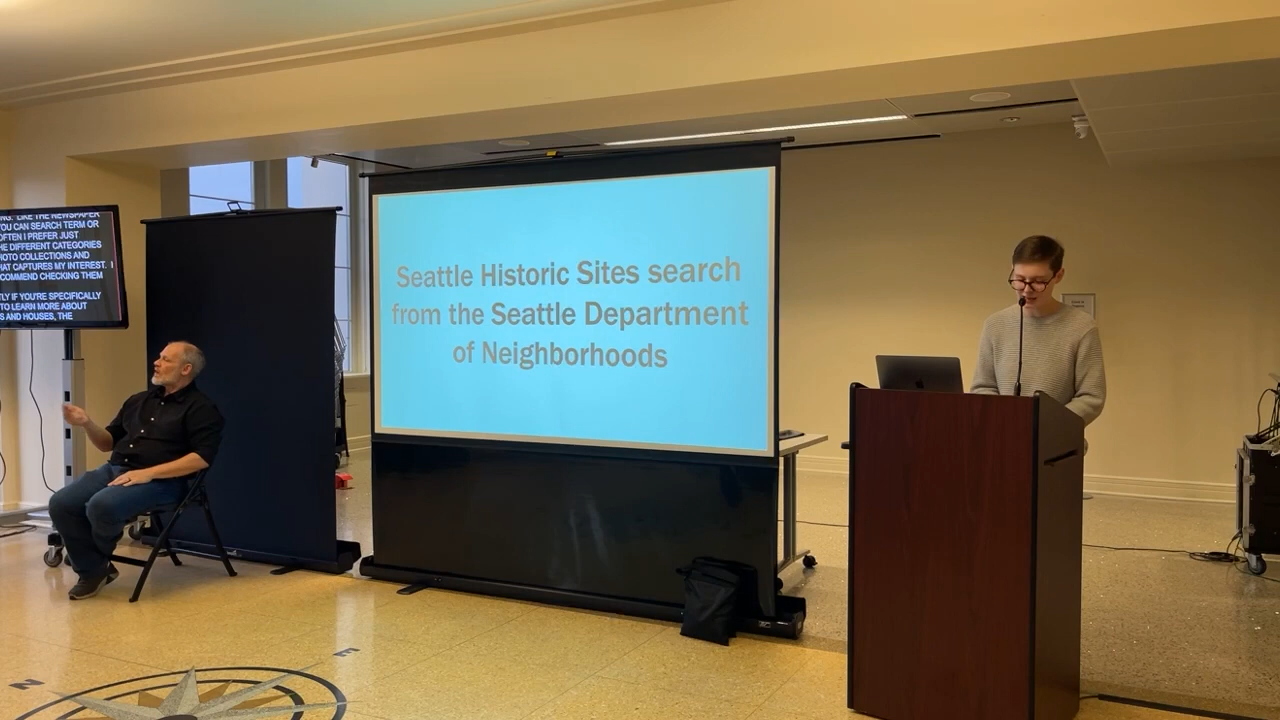 NG. LIKE THE NEWSPAPER
YOU CAN SEARCH TERM OR
OFTEN I PREFER JUST
HE DIFFERENT CATEGORIES
HOTO COLLECTIONS AND
HAT CAPTURES MY INTEREST. I
COMMEND CHECKING THEM
TLY IF YOU'RE SPECIFICALLY
TO LEARN MORE ABOUT
S AND HOUSES, THE
Seattle Historic Sites search
from the Seattle Department
of Neighborhoods
N
E